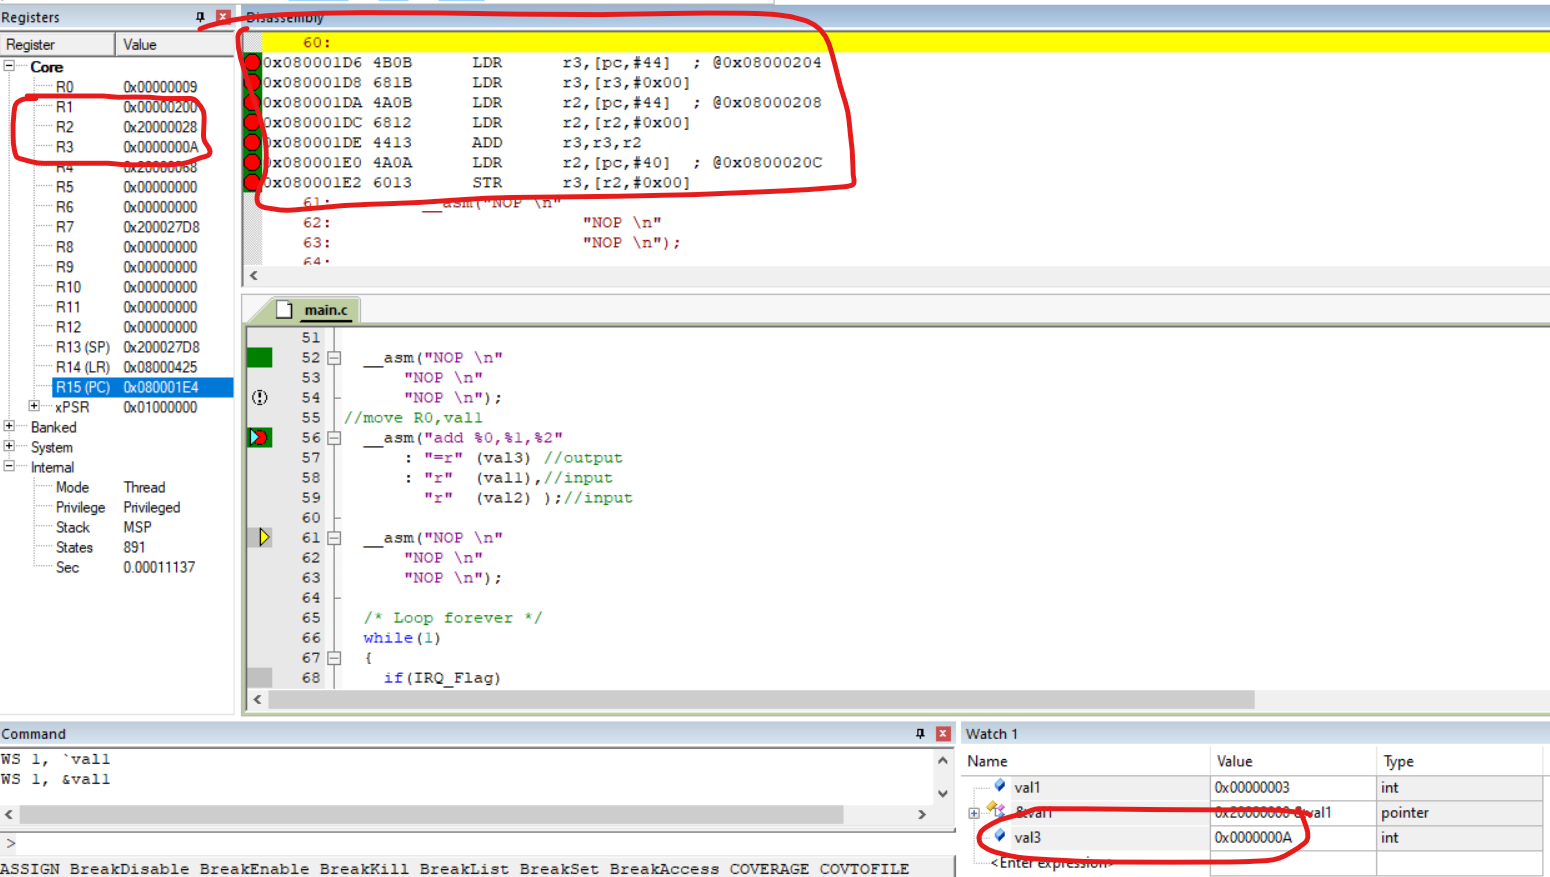 Registers
Register Value
Core
R0 0x00000009
R1 0x00000200
R2 0x20000028
R3 0x0000000A
R4 0x20000068
R5 0x00000000
R6 0x00000000
R7 0x200027D8
R8 0x00000000
R9 0x00000000
R10 0x00000000
R11 0x00000000
R12 0x00000000
R13 (SP) 0x200027D8
R14 (LR) 0x08000425
R15 (PC) 0x080001E4
xPSR 0x01000000
Banked
System
Internal
Mode Thread
Privilege Privileged
Stack MSP
States 891
Sec 0.00011137
Disassembly
60:
0x080001D6 4B0B LDR r3,[pc,#44] ; @0x08000204
0x080001D8 681B LDR r3,[r3,#0x00]
0x080001DA 4A0B LDR r2,[pc,#44] ; @0x08000208
0x080001DC 6812 LDR r2,[r2,#0x00]
0x080001DE 4413 ADD r3,r3,r2
0x080001E0 4A0A LDR r2,[pc,#40] ; @0x0800020C
0x080001E2 6013 STR r3,[r2,#0x00]
61: __asm("NOP \n"
62: "NOP \n"
63: "NOP \n");
64:
main.c
51
52 __asm("NOP \n"
53 "NOP \n"
54 "NOP \n");
55 //move R0,val1
56 __asm("add %0,%1,%2"
57 : "=r" (val3) //output
58 : "r" (val1),//input
59 "r" (val2) );//input
60
61 __asm("NOP \n"
62 "NOP \n"
63 "NOP \n");
64
65 /* Loop forever */
66 while(1)
67 {
68 if(IRQ_Flag)
Command
WS 1, `val1
WS 1, &val1
>
ASSIGN BreakDisable BreakEnable BreakKill BreakList BreakSet BreakAccess COVERAGE COVTOFILE
Watch 1
Name Value Type
val1 0x00000003 int
&val1 0x20000000 &val1 pointer
val3 0x0000000A int
<Enter expression>